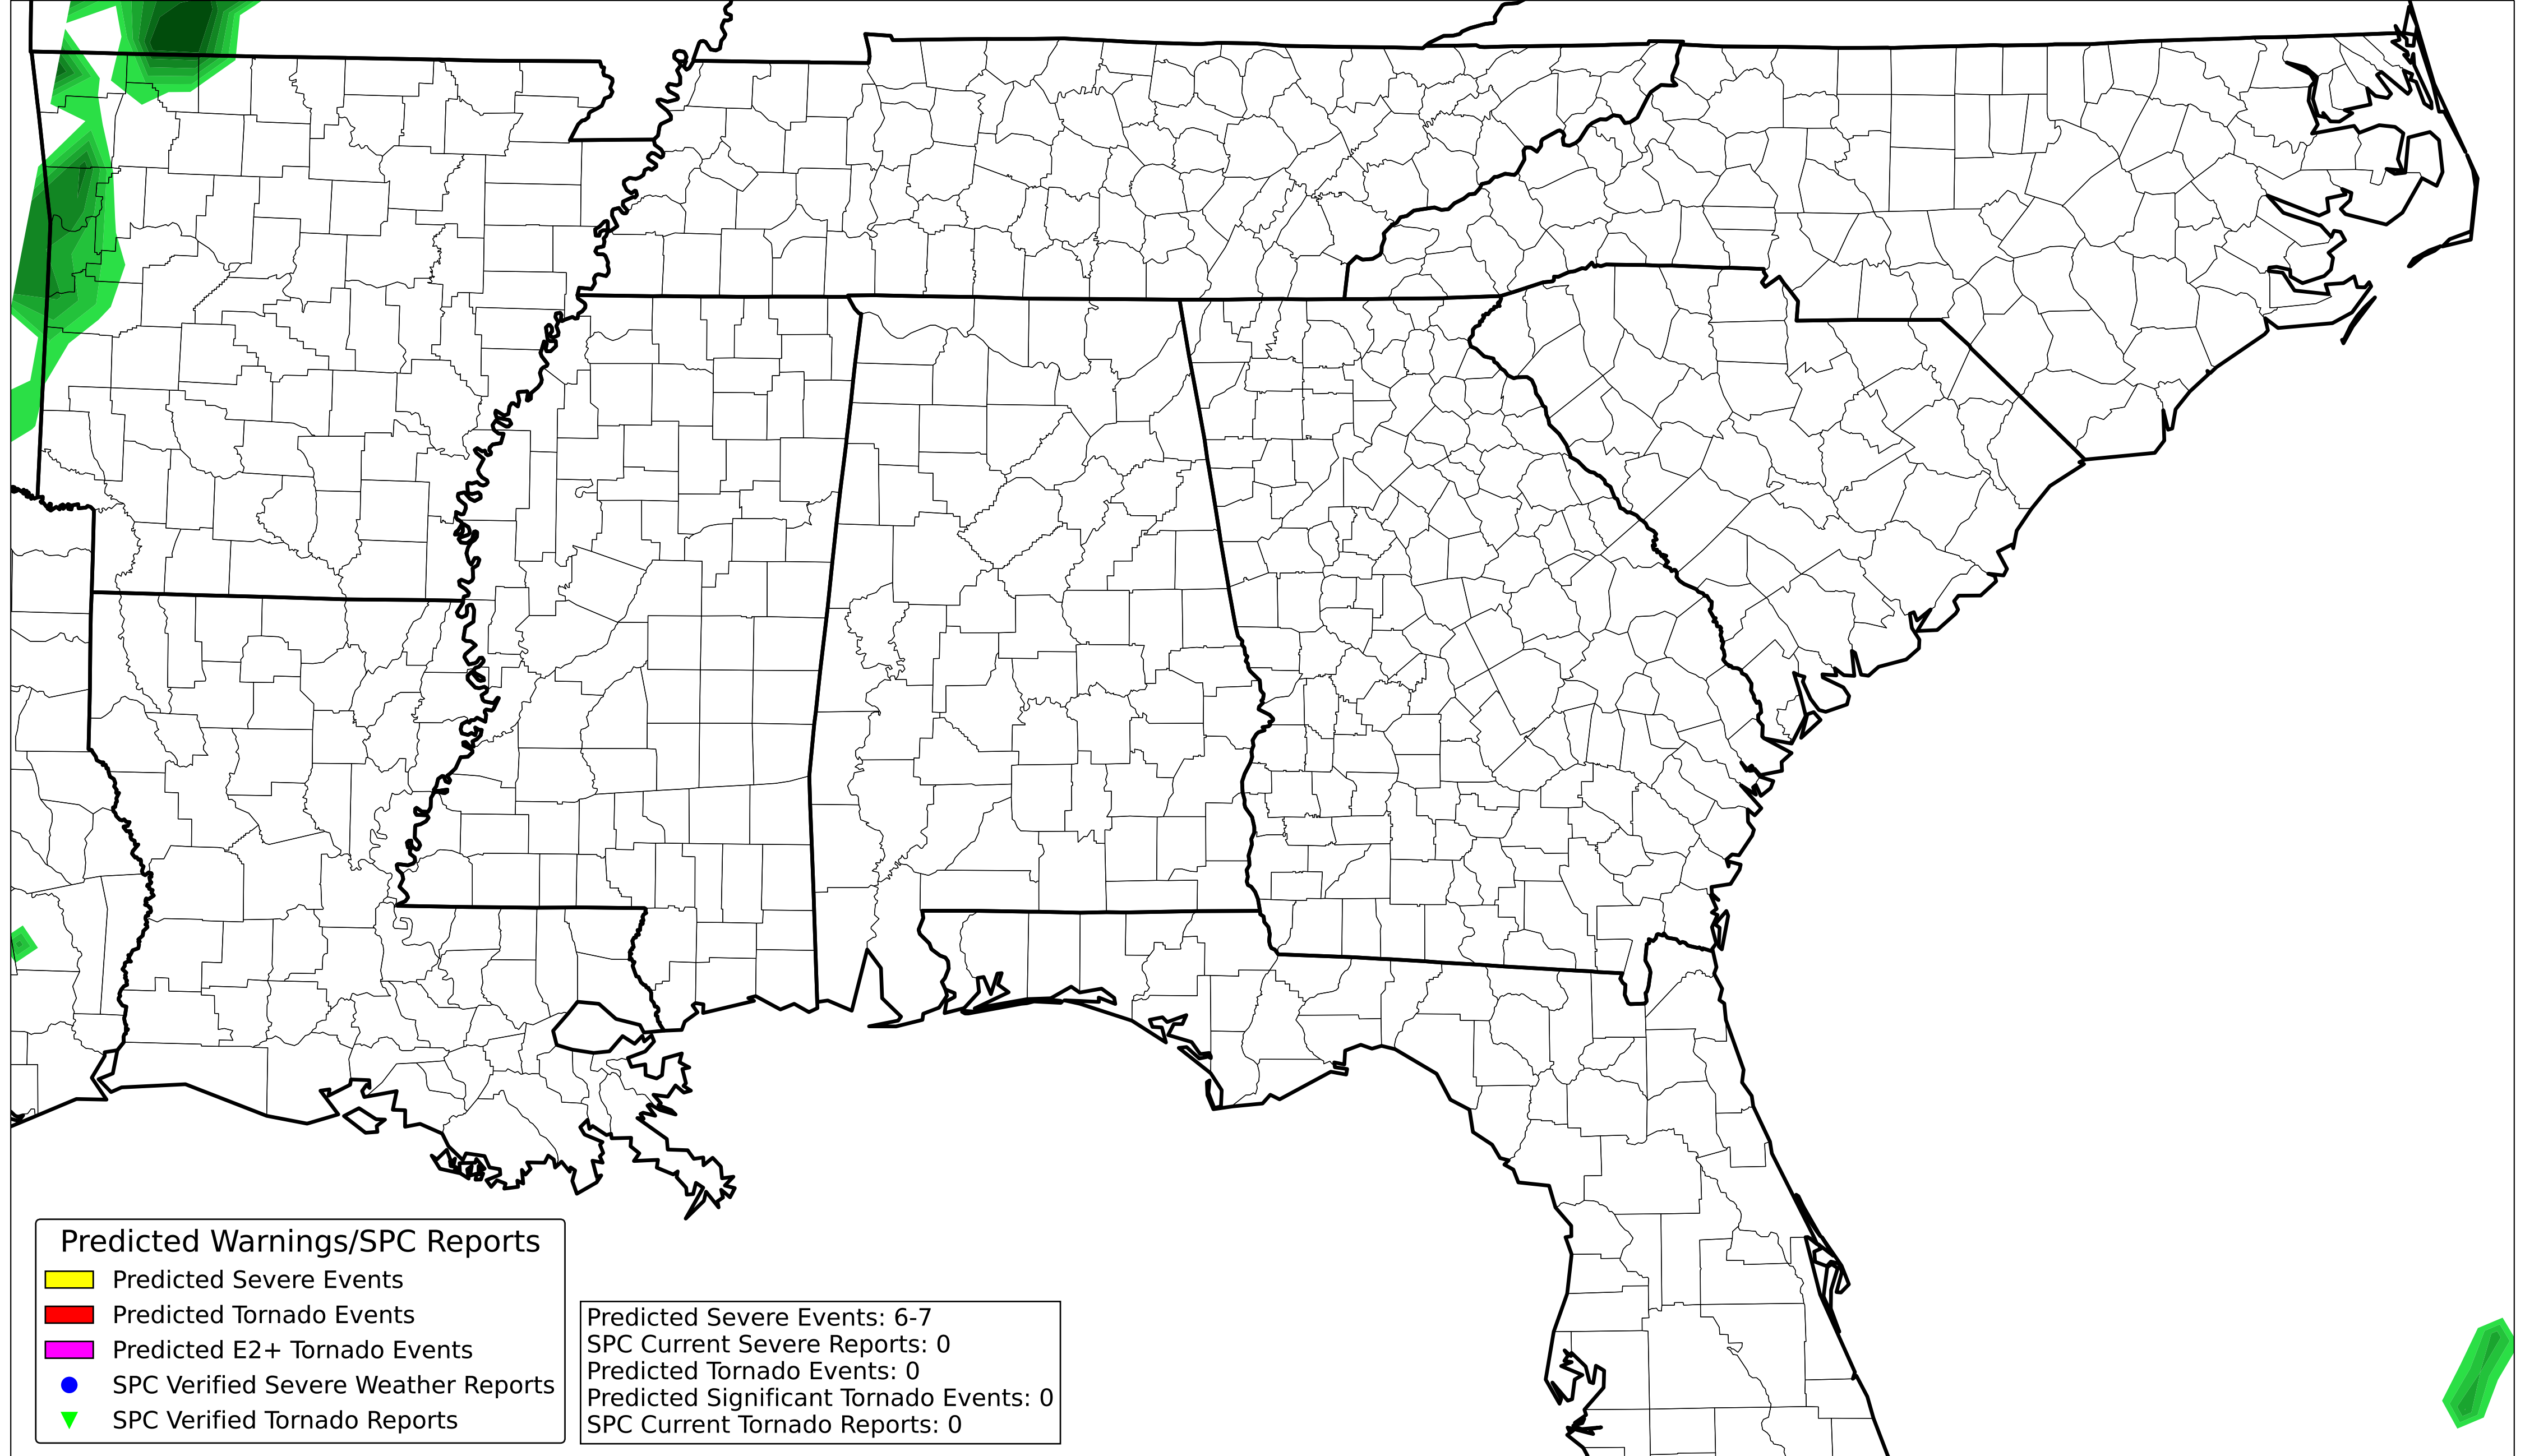 Predicted Warnings/SPC Reports
Predicted Severe Events
Predicted Tornado Events
Predicted E2+ Tornado Events
SPC Verified Severe Weather Reports
SPC Verified Tornado Reports
Predicted Severe Events: 6-7
SPC Current Severe Reports: 0
Predicted Tornado Events: 0
Predicted Significant Tornado Events: 0
SPC Current Tornado Reports: 0